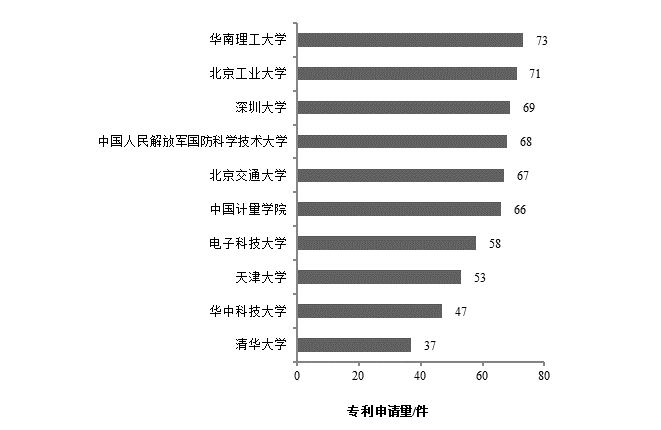 华南理工大学 73
北京工业大学 71
深圳大学 69
中国人民解放军国防科学技术大学 68
北京交通大学 67
中国计量学院 66
电子科技大学 58
天津大学 53
华中科技大学 47
清华大学 37
0 20 40 60 80
专利申请量/件